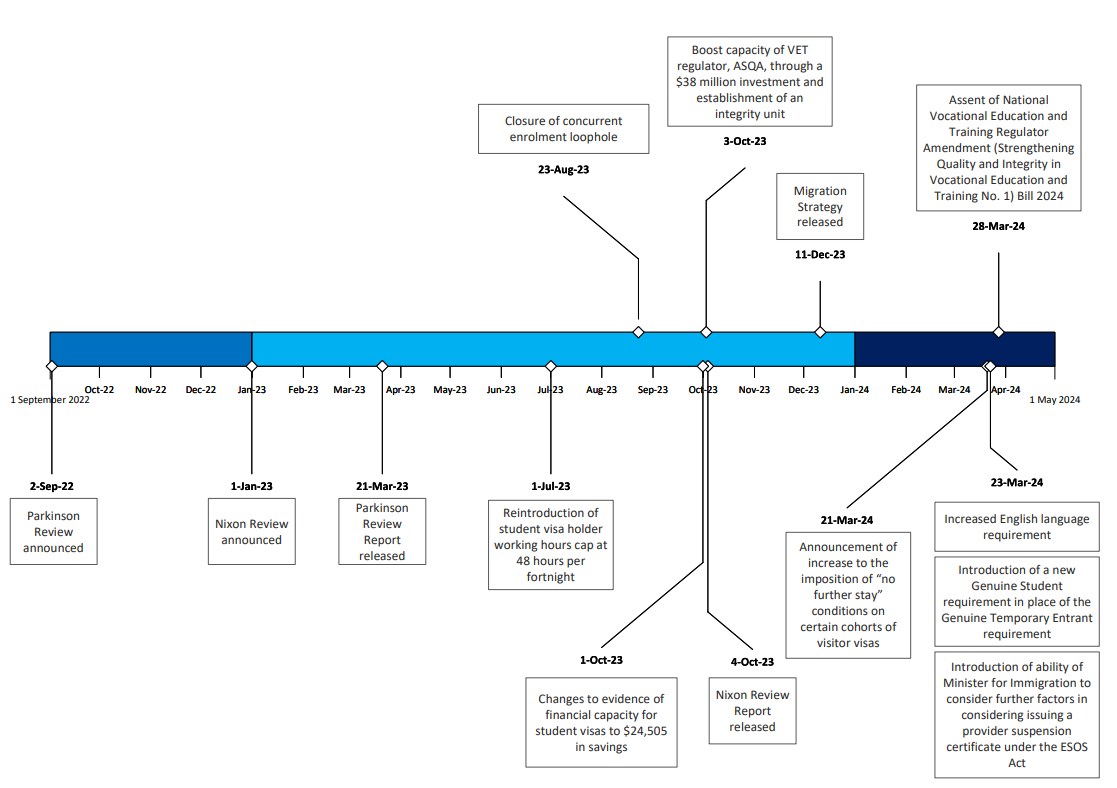 Boost capacity of VET
regulator, ASQA, through a
$38 million investment and
establishment of an
integrity unit
3-Oct-23
Closure of concurrent
enrolment loophole
23-Aug-23
Assent of National
Vocational Education and
Training Regulator
Amendment (Strengthening
Quality and Integrity in
Vocational Education and
Training No. 1) Bill 2024
28-Mar-24
Migration
Strategy
released
11-Dec-23
Oct-22 Nov-22 Dec-22 Jan-23 Feb-23 Mar-23 Apr-23 May-23 Jun-23 Jul-23 Aug-23 Sep-23 Oct-23 Nov-23 Dec-23 Jan-24 Feb-24 Mar-24 Apr-24
1 September 2022
1 May 2024
2-Sep-22
Parkinson
Review
announced
1-Jan-23
Nixon Review
announced
21-Mar-23
Parkinson
Review
Report
released
1-Jul-23
Reintroduction of
student visa holder
working hours cap at
48 hours per
fortnight
1-Oct-23
Changes to evidence of
financial capacity for
student visas to $24,505
in savings
4-Oct-23
Nixon Review
Report
released
21-Mar-24
Announcement of
increase to the
imposition of “no
further stay”
conditions on
certain cohorts of
visitor visas
23-Mar-24
Increased English language
requirement
Introduction of a new
Genuine Student
requirement in place of the
Genuine Temporary Entrant
requirement
Introduction of ability of
Minister for Immigration to
consider further factors in
considering issuing a
provider suspension
certificate under the ESOS
Act